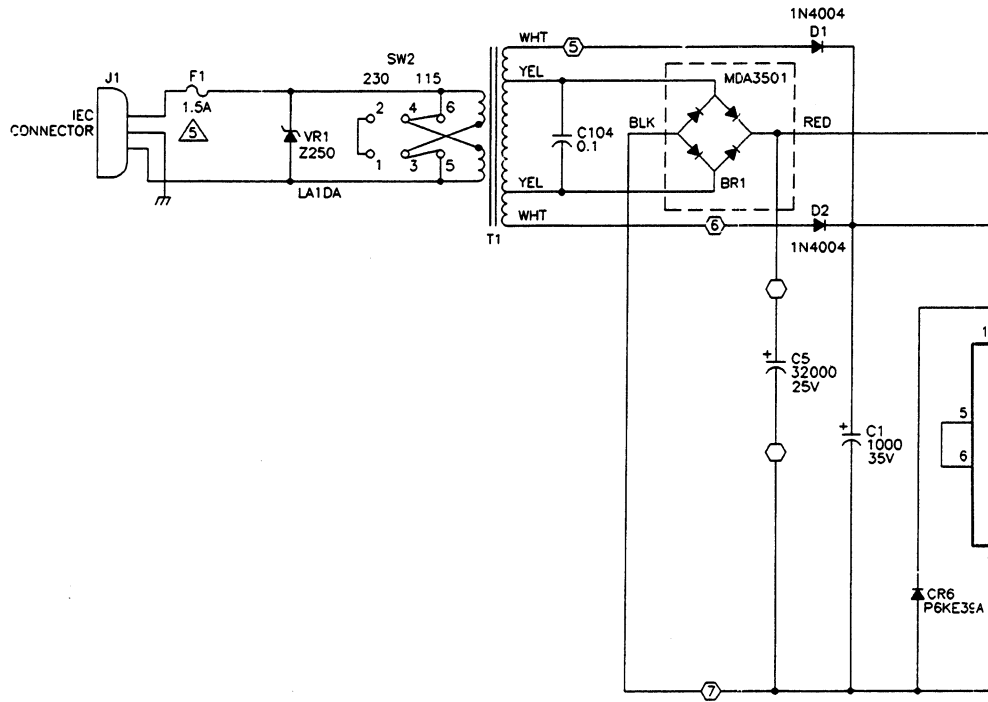 1N4004
D1
WHT
5
SW2
230 115
YEL
MDA3501
J1
F1
1.5A
5
IEC
CONNECTOR
2 4 6
VR1
Z250
C104
0.1
BLK
RED
1 3 5
LA1DA
YEL
BR1
WHT
6
D2
1N4004
T1
1
C5
32000
25V
+
5
6
C1
1000
35V
+
CR6
P6KE39A
7